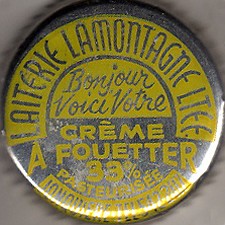 LAITERIE LAMONTAGNE LTÉE
Bonjour
Voici Votre
CRÈME
À FOUETTER
33%
PASTEURISÉE